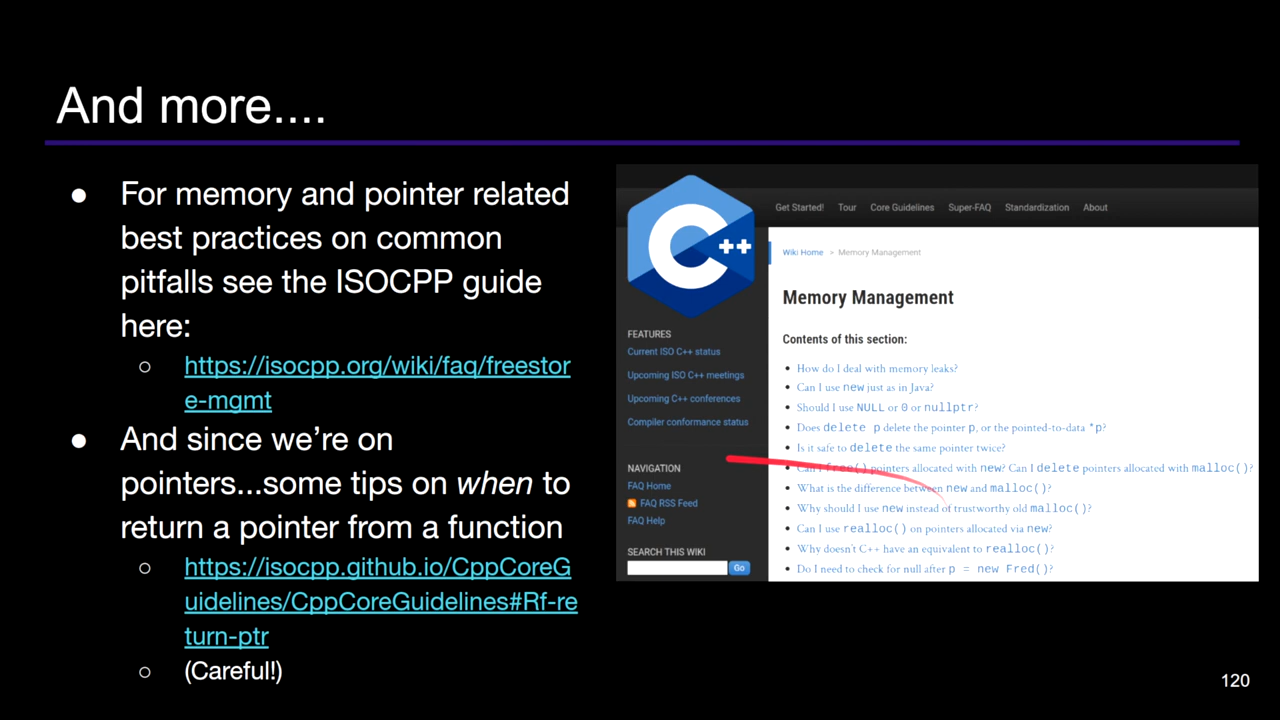 And more....
● For memory and pointer related
best practices on common
pitfalls see the ISOCPP guide
here:
○ https://isocpp.org/wiki/faq/freestor
e-mgmt
● And since we’re on
pointers...some tips on when to
return a pointer from a function
○ https://isocpp.github.io/CppCoreG
uidelines/CppCoreGuidelines#Rf-re
turn-ptr
○ (Careful!)
C++
Get Started! Tour Core Guidelines Super-FAQ Standardization About
FEATURES
Current ISO C++ status
Upcoming ISO C++ meetings
Upcoming C++ conferences
Compiler conformance status
NAVIGATION
FAQ Home
FAQ RSS Feed
FAQ Help
SEARCH THIS WIKI
Go
Wiki Home > Memory Management
Memory Management
Contents of this section:
• How do I deal with memory leaks?
• Can I use new just as in Java?
• Should I use NULL or 0 or nullptr?
• Does delete p delete the pointer p, or the pointed-to-data *p?
• Is it safe to delete the same pointer twice?
• Can I free() pointers allocated with new? Can I delete pointers allocated with malloc()?
• What is the difference between new and malloc()?
• Why should I use new instead of trustworthy old malloc()?
• Can I use realloc() on pointers allocated via new?
• Why doesn't C++ have an equivalent to realloc()?
• Do I need to check for null after p = new Fred()?
120